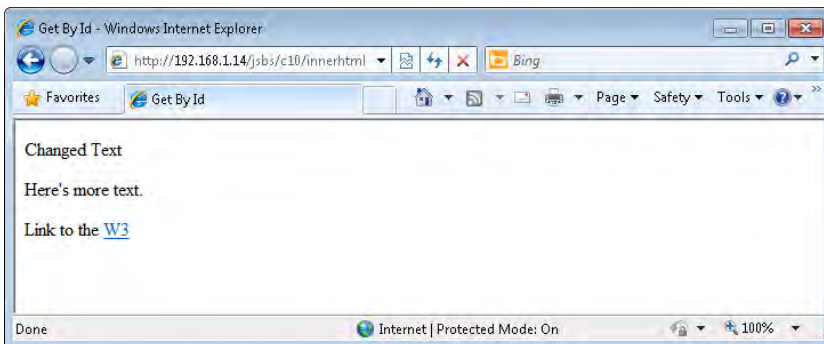 Get By Id - Windows Internet Explorer
http://192.168.1.14/jsbs/c10/innerhtml
Bing
Favorites Get By Id Page Safety Tools
Changed Text
Here's more text.
Link to the W3
Done Internet | Protected Mode: On 100%